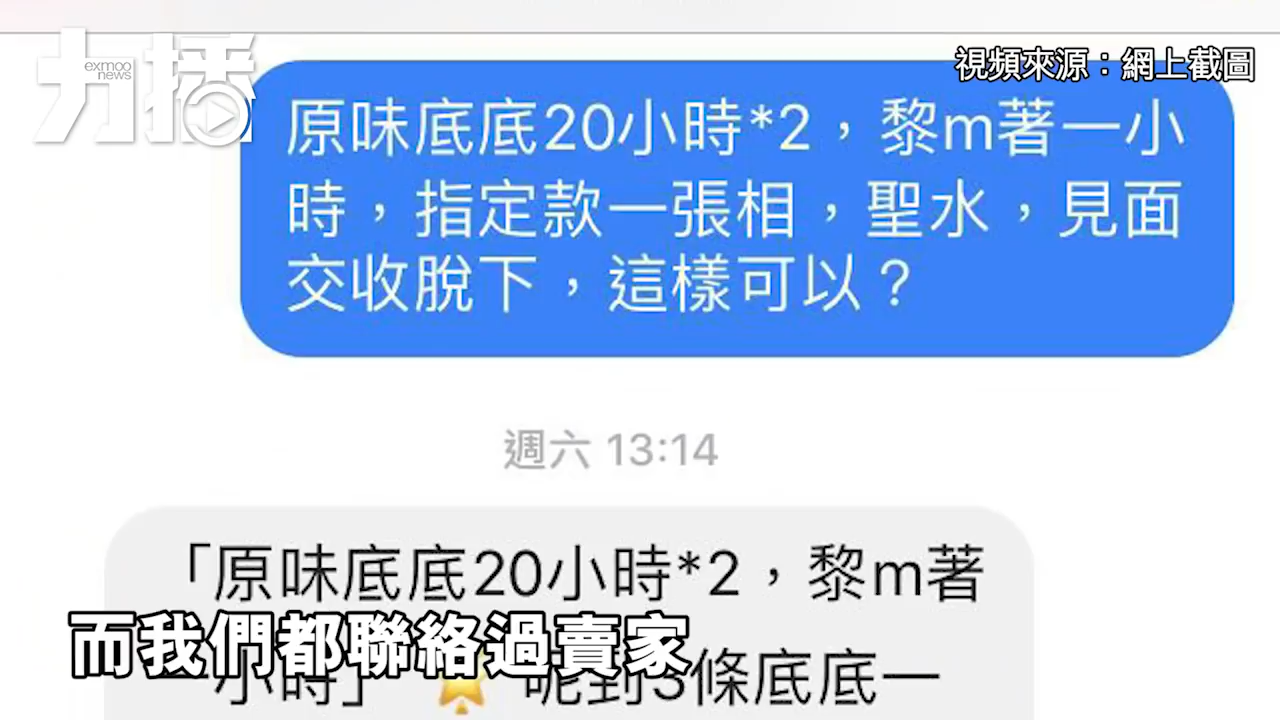 力播
exmoo
news
視頻來源：網上截圖
原味底底20小時*2，黎m著一小
時，指定款一張相，聖水，見面
交收脫下，這樣可以？
週六 13:14
「原味底底20小時*2，黎m著
一小時」 呢到3條底底一
而我們都聯絡過賣家